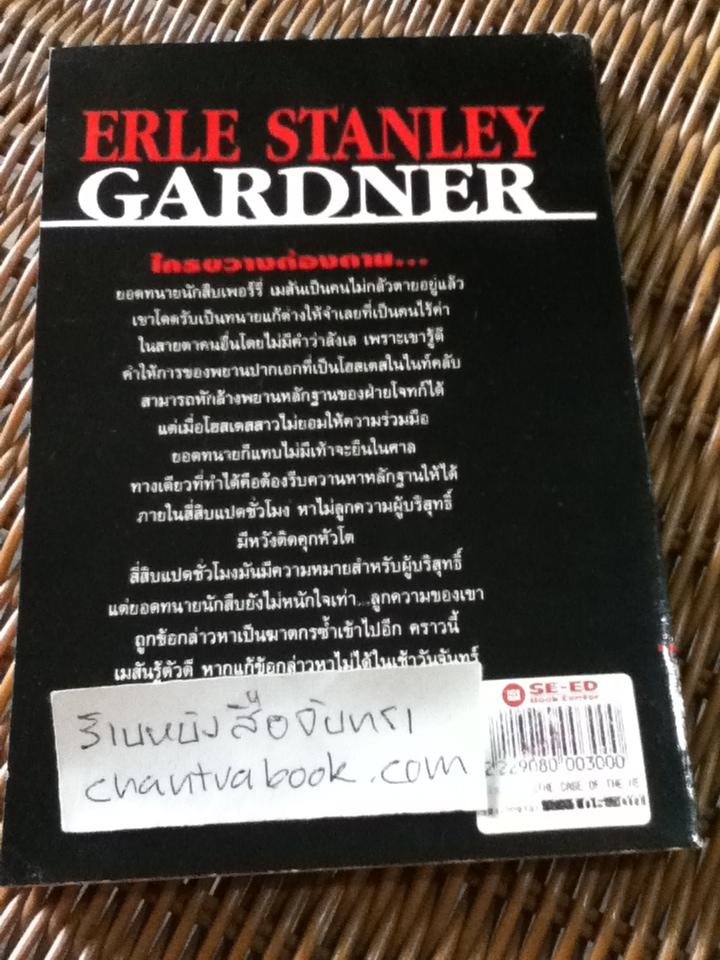 ERLE STANLEY
GARDNER
ใครขวางต้องตาย...
ยอดทนายนักสืบเพอร์รี่ เมสันเป็นคนไม่กลัวตายอยู่แล้ว
เขาโดดรับเป็นทนายแก้ต่างให้จำเลยที่เป็นคนไร้ค่า
ในสายตาคนอื่นโดยไม่มีคำว่าลังเล เพราะเขารู้ดี
คำให้การของพยานปากเอกที่เป็นโฮสเตสในไนท์คลับ
สามารถหักล้างพยานหลักฐานของฝ่ายโจทก์ได้
แต่เมื่อโฮสเตสสาวไม่ยอมให้ความร่วมมือ
ยอดทนายก็แทบไม่มีเท้าจะยืนในศาล
ทางเดียวที่ทำได้คือต้องรีบควานหาหลักฐานให้ได้
ภายในสี่สิบแปดชั่วโมง หาไม่ลูกความผู้บริสุทธิ์
มีหวังติดคุกหัวโต
สี่สิบแปดชั่วโมงมันมีความหมายสำหรับผู้บริสุทธิ์
แต่ยอดทนายนักสืบยังไม่หนักใจเท่า...ลูกความของเขา
ถูกข้อกล่าวหาเป็นฆาตกรซ้ำเข้าไปอีก คราวนี้
เมสันรู้ตัวดี หากแก้ข้อกล่าวหาไม่ได้ในเช้าวันจันทร์
ร้านหนังสือจันทรา
chantrabook.com
SE-ED
Book Center
2229080 003000
(THE CASE OF THE